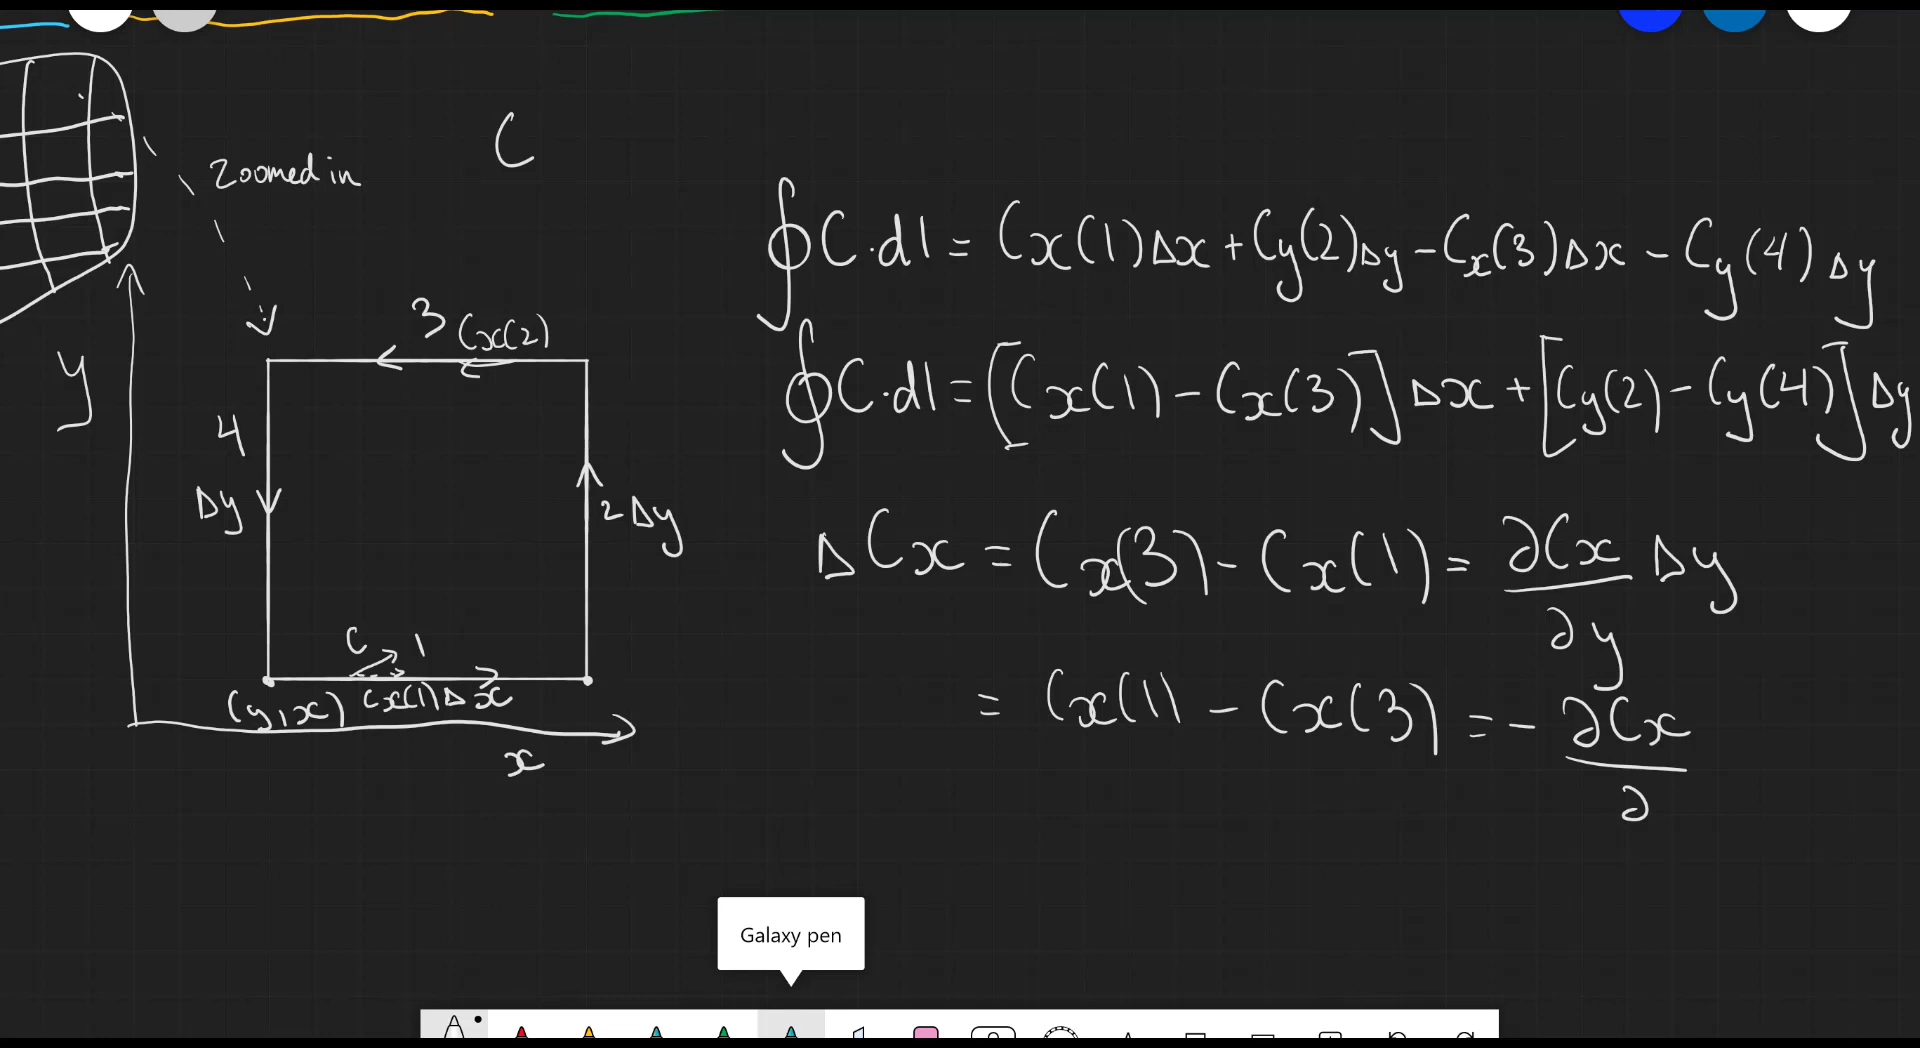 C
Zoomed in
∮C·dl = Cx(1)Δx + Cy(2)Δy - Cx(3)Δx - Cy(4)Δy
3 Cx(2)
y
∮C·dl = [Cx(1) - Cx(3)]Δx + [Cy(2) - Cy(4)]Δy
4
Δy
2Δy
ΔCx = Cx(3) - Cx(1) = ∂Cx/∂y Δy
C 1
(y,x) Cx(1)Δx
= Cx(1) - Cx(3) = - ∂Cx/∂
x
Galaxy pen